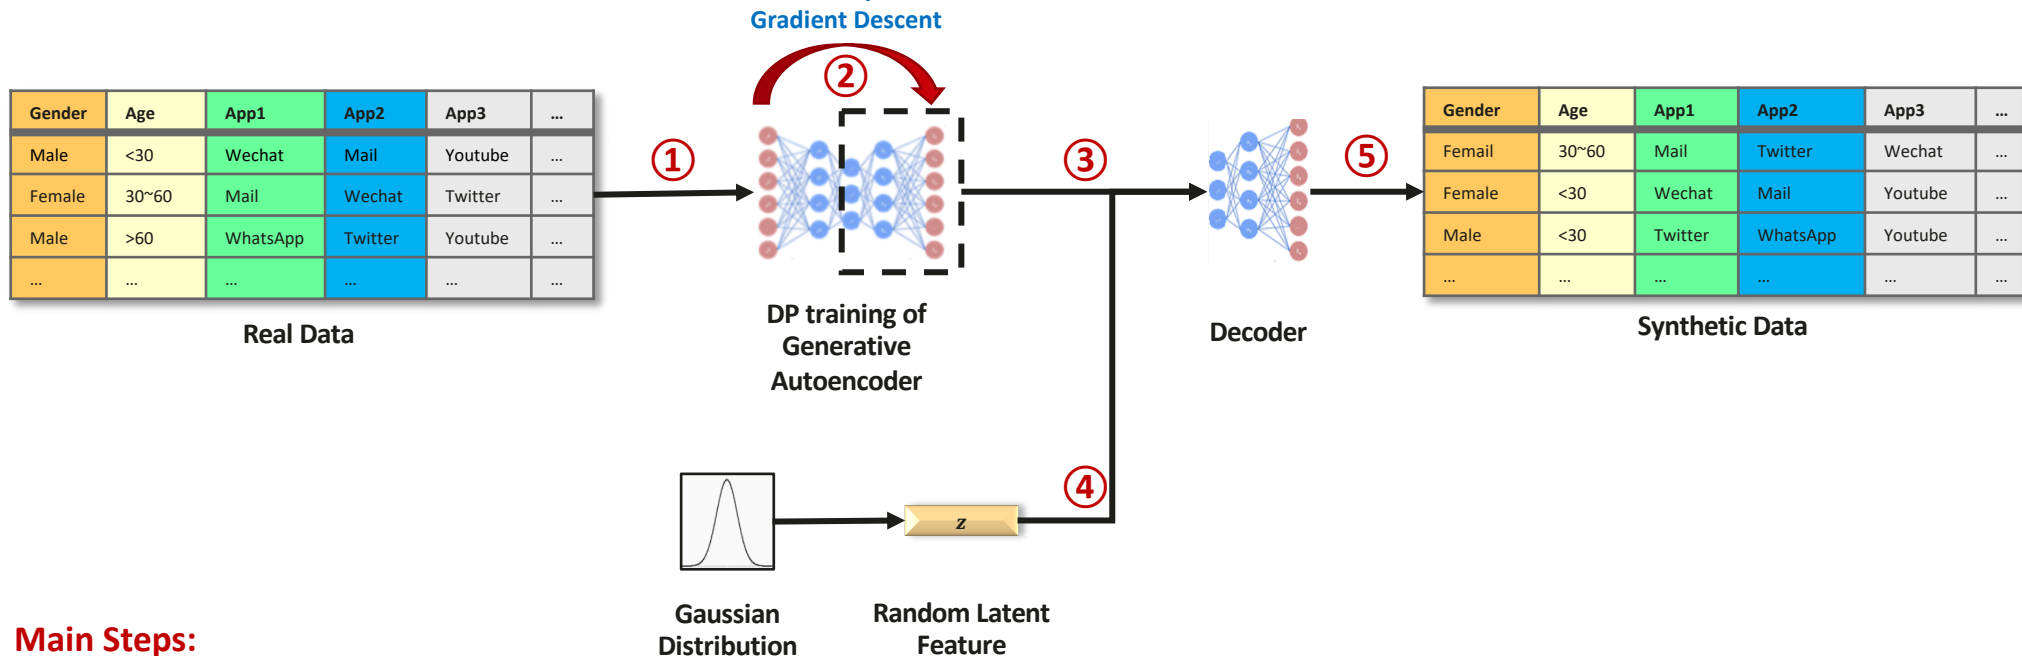 Gradient Descent
②
Gender Age App1 App2 App3 ...
Male <30 Wechat Mail Youtube ...
Female 30~60 Mail Wechat Twitter ...
Male >60 WhatsApp Twitter Youtube ...
... ... ... ... ... ...
Real Data
①
DP training of
Generative
Autoencoder
③
Decoder
⑤
Gender Age App1 App2 App3 ...
Femail 30~60 Mail Twitter Wechat ...
Female <30 Wechat Mail Youtube ...
Male <30 Twitter WhatsApp Youtube ...
... ... ... ... ... ...
Synthetic Data
④
z
Gaussian
Distribution
Random Latent
Feature
Main Steps: